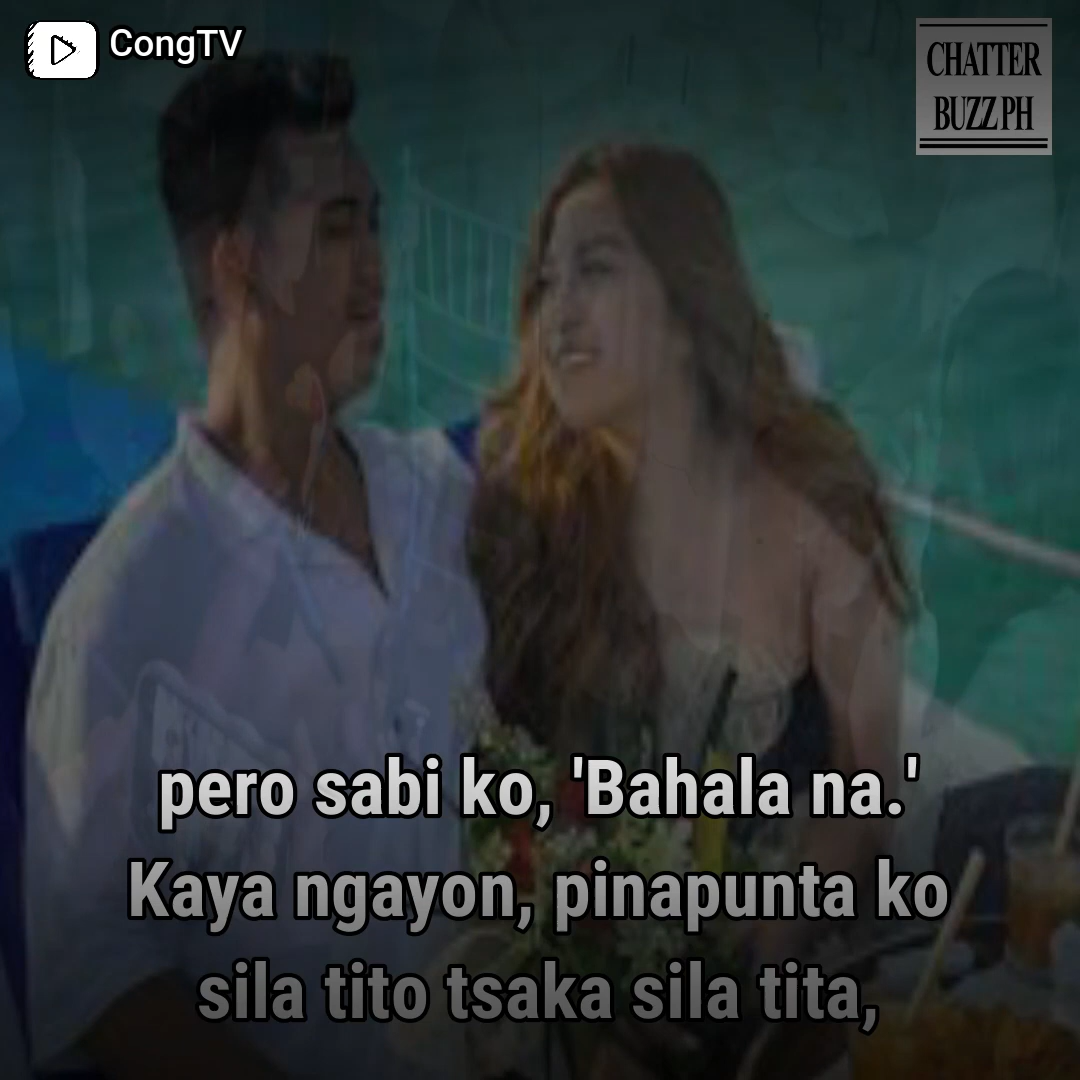 CongTV
CHATTER
BUZZ PH
pero sabi ko, 'Bahala na.'
Kaya ngayon, pinapunta ko
sila tito tsaka sila tita,